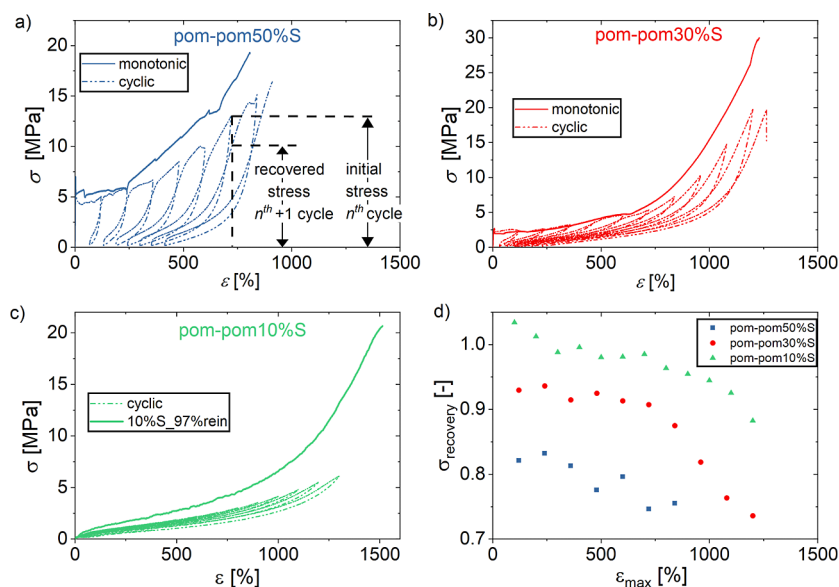 a)
pom-pom50%S
monotonic
cyclic
20
15
10
5
0
σ [MPa]
0 500 1000 1500
ε [%]
recovered
stress
nth +1 cycle
initial
stress
nth cycle
b)
pom-pom30%S
monotonic
cyclic
30
25
20
15
10
5
0
σ [MPa]
0 500 1000 1500
ε [%]
c)
pom-pom10%S
cyclic
10%S_97%rein
20
15
10
5
0
σ [MPa]
0 500 1000 1500
ε [%]
d)
pom-pom50%S
pom-pom30%S
pom-pom10%S
1.0
0.9
0.8
0.7
σrecovery [-]
0 500 1000 1500
εmax [%]